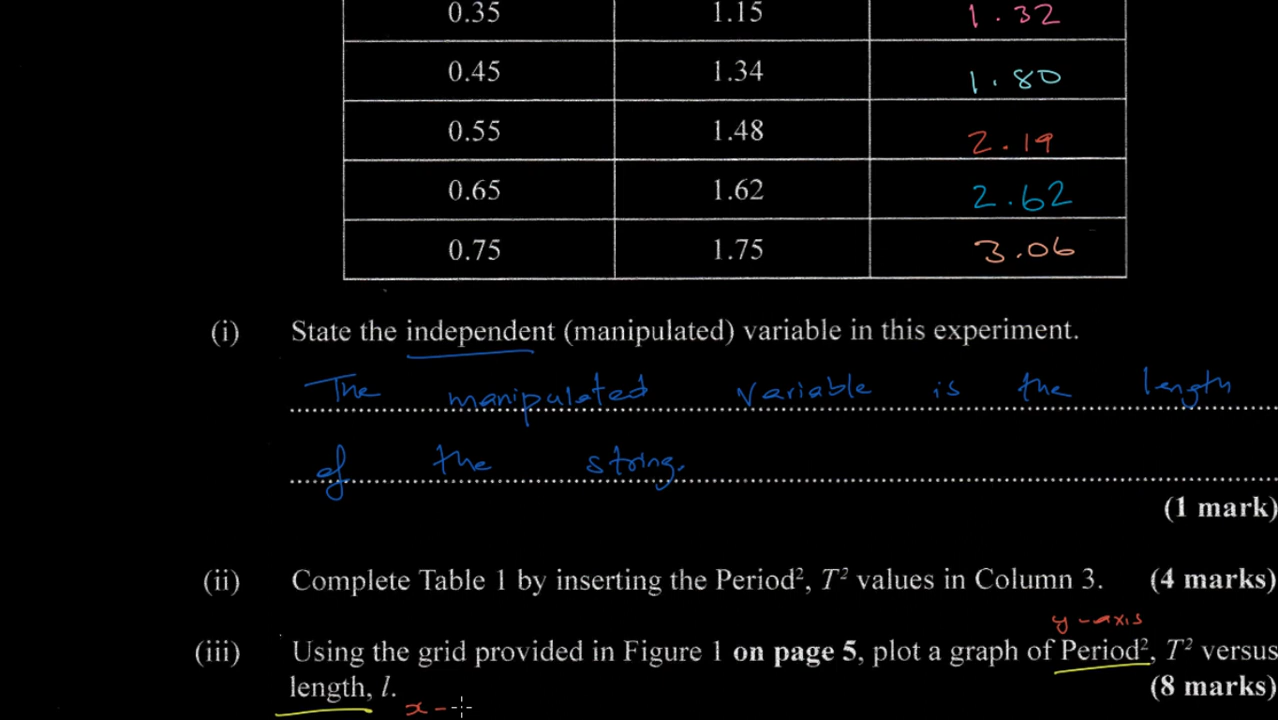 0.35 1.15 1.32
0.45 1.34 1.80
0.55 1.48 2.19
0.65 1.62 2.62
0.75 1.75 3.06
(i) State the independent (manipulated) variable in this experiment.
The manipulated variable is the length
of the string.
(1 mark)
(ii) Complete Table 1 by inserting the Period², T² values in Column 3. (4 marks)
y-axis
(iii) Using the grid provided in Figure 1 on page 5, plot a graph of Period², T² versus
length, l. (8 marks)
x -